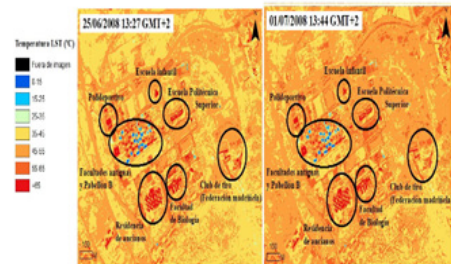 25/06/2008 13:27 GMT+2
01/07/2008 13:44 GMT+2
Temperatura LST (°C)
Fuera de imagen
0-15
15-25
25-35
35-45
45-55
55-65
>65
Escuela infantil
Polideportivo
Escuela Politécnica
Superior
Facultades antiguas
y Pabellón B
Club de tiro
(Federación madrileña)
Facultad
de Biología
Residencia
de ancianos
Escuela infantil
Polideportivo
Escuela Politécnica
Superior
Facultades antiguas
y Pabellón B
Club de tiro
(Federación madrileña)
Facultad
de Biología
Residencia
de ancianos